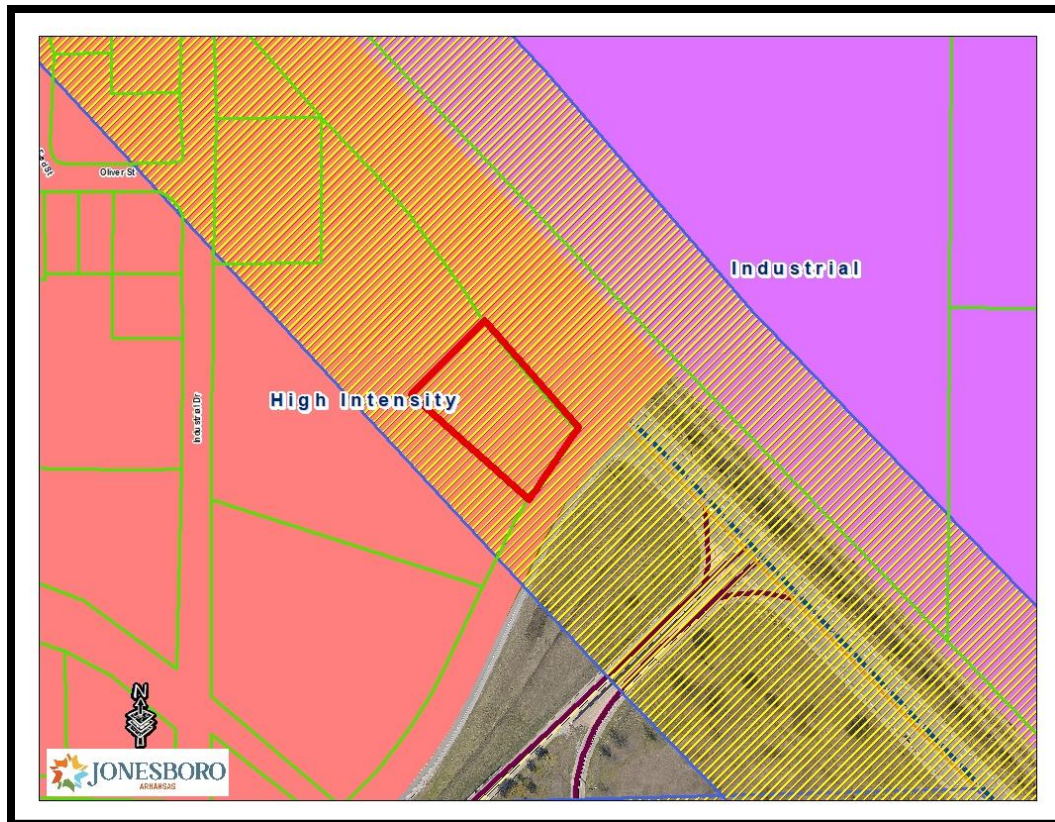 Oliver St
Industrial
High Intensity
Industrial Dr
N
JONESBORO
ARKANSAS